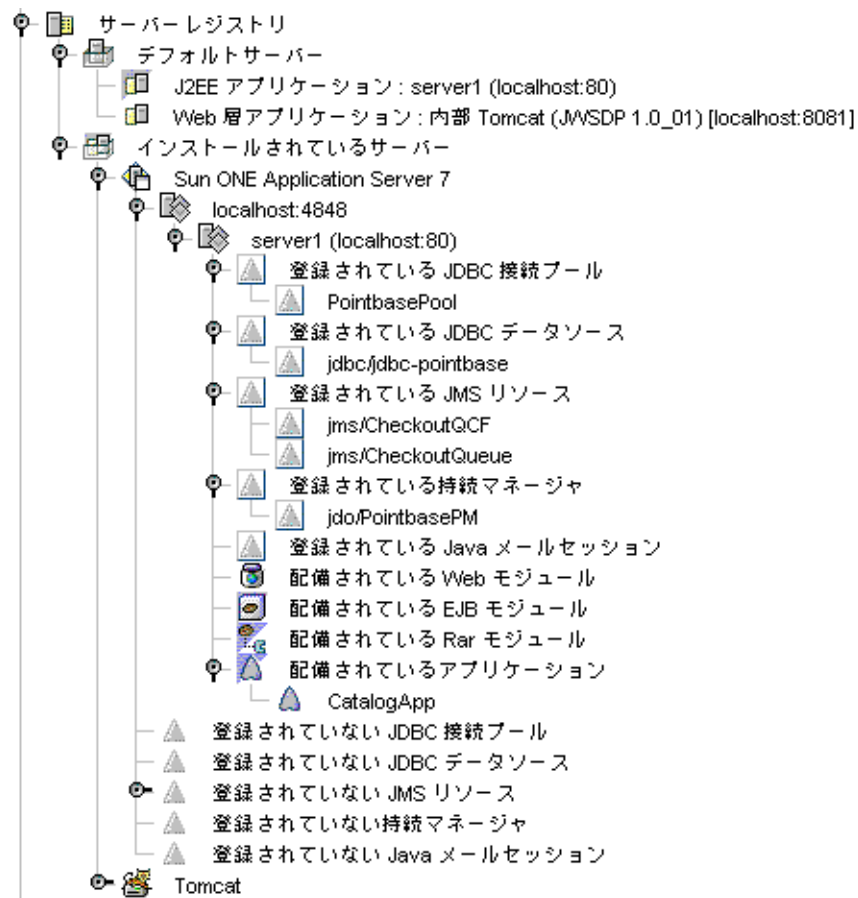 サーバーレジストリ
デフォルトサーバー
J2EE アプリケーション : server1 (localhost:80)
Web 層アプリケーション : 内部 Tomcat (JWSDP 1.0_01) [localhost:8081]
インストールされているサーバー
Sun ONE Application Server 7
localhost:4848
server1 (localhost:80)
登録されている JDBC 接続プール
PointbasePool
登録されている JDBC データソース
jdbc/jdbc-pointbase
登録されている JMS リソース
jms/CheckoutQCF
jms/CheckoutQueue
登録されている持続マネージャ
jdo/PointbasePM
登録されている Java メールセッション
配備されている Web モジュール
配備されている EJB モジュール
配備されている Rar モジュール
配備されているアプリケーション
CatalogApp
登録されていない JDBC 接続プール
登録されていない JDBC データソース
登録されていない JMS リソース
登録されていない持続マネージャ
登録されていない Java メールセッション
Tomcat